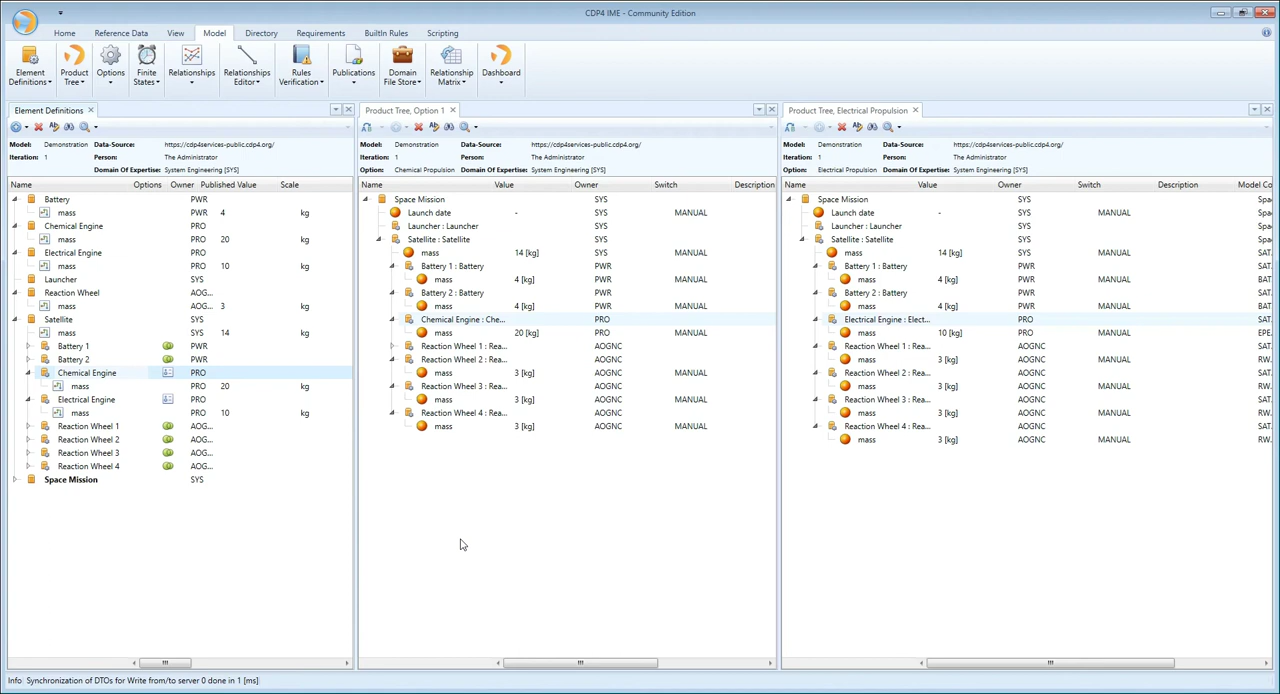 CDP4 IME - Community Edition
Home Reference Data View Model Directory Requirements BuiltIn Rules Scripting
Element Definitions Product Tree Options Finite States Relationships Relationships Editor Rules Verification Publications Domain File Store Relationship Matrix Dashboard
Element Definitions
Model: Demonstration Data-Source: https://cdp4services-public.cdp4.org/
Iteration: 1 Person: The Administrator
Domain Of Expertise: System Engineering [SYS]
Name Options Owner Published Value Scale
Battery PWR
mass PWR 4 kg
Chemical Engine PRO
mass PRO 20 kg
Electrical Engine PRO
mass PRO 10 kg
Launcher SYS
Reaction Wheel AOG...
mass AOG... 3 kg
Satellite SYS
mass SYS 14 kg
Battery 1 PWR
Battery 2 PWR
Chemical Engine PRO
mass PRO 20 kg
Electrical Engine PRO
mass PRO 10 kg
Reaction Wheel 1 AOG...
Reaction Wheel 2 AOG...
Reaction Wheel 3 AOG...
Reaction Wheel 4 AOG...
Space Mission SYS
Product Tree, Option 1
Model: Demonstration Data-Source: https://cdp4services-public.cdp4.org/
Iteration: 1 Person: The Administrator
Option: Chemical Propulsion Domain Of Expertise: System Engineering [SYS]
Name Value Owner Switch Description
Space Mission SYS
Launch date - SYS MANUAL
Launcher : Launcher SYS
Satellite : Satellite SYS
mass 14 [kg] SYS MANUAL
Battery 1 : Battery PWR
mass 4 [kg] PWR MANUAL
Battery 2 : Battery PWR
mass 4 [kg] PWR MANUAL
Chemical Engine : Che... PRO
mass 20 [kg] PRO MANUAL
Reaction Wheel 1 : Rea... AOGNC
Reaction Wheel 2 : Rea... AOGNC
mass 3 [kg] AOGNC MANUAL
Reaction Wheel 3 : Rea... AOGNC
mass 3 [kg] AOGNC MANUAL
Reaction Wheel 4 : Rea... AOGNC
mass 3 [kg] AOGNC MANUAL
Product Tree, Electrical Propulsion
Model: Demonstration Data-Source: https://cdp4services-public.cdp4.org/
Iteration: 1 Person: The Administrator
Option: Electrical Propulsion Domain Of Expertise: System Engineering [SYS]
Name Value Owner Switch Description Model Co
Space Mission SYS Spac
Launch date - SYS MANUAL Spac
Launcher : Launcher SYS Spac
Satellite : Satellite SYS Spac
mass 14 [kg] SYS MANUAL SAT.
Battery 1 : Battery PWR SAT.
mass 4 [kg] PWR MANUAL BAT.
Battery 2 : Battery PWR SAT.
mass 4 [kg] PWR MANUAL BAT.
Electrical Engine : Elect... PRO SAT.
mass 10 [kg] PRO MANUAL EPE.
Reaction Wheel 1 : Rea... AOGNC SAT.
mass 3 [kg] AOGNC MANUAL RW.
Reaction Wheel 2 : Rea... AOGNC SAT.
mass 3 [kg] AOGNC MANUAL RW.
Reaction Wheel 3 : Rea... AOGNC SAT.
mass 3 [kg] AOGNC MANUAL RW.
Reaction Wheel 4 : Rea... AOGNC SAT.
mass 3 [kg] AOGNC MANUAL RW.
Info: Synchronization of DTOs for Write from/to server 0 done in 1 [ms]